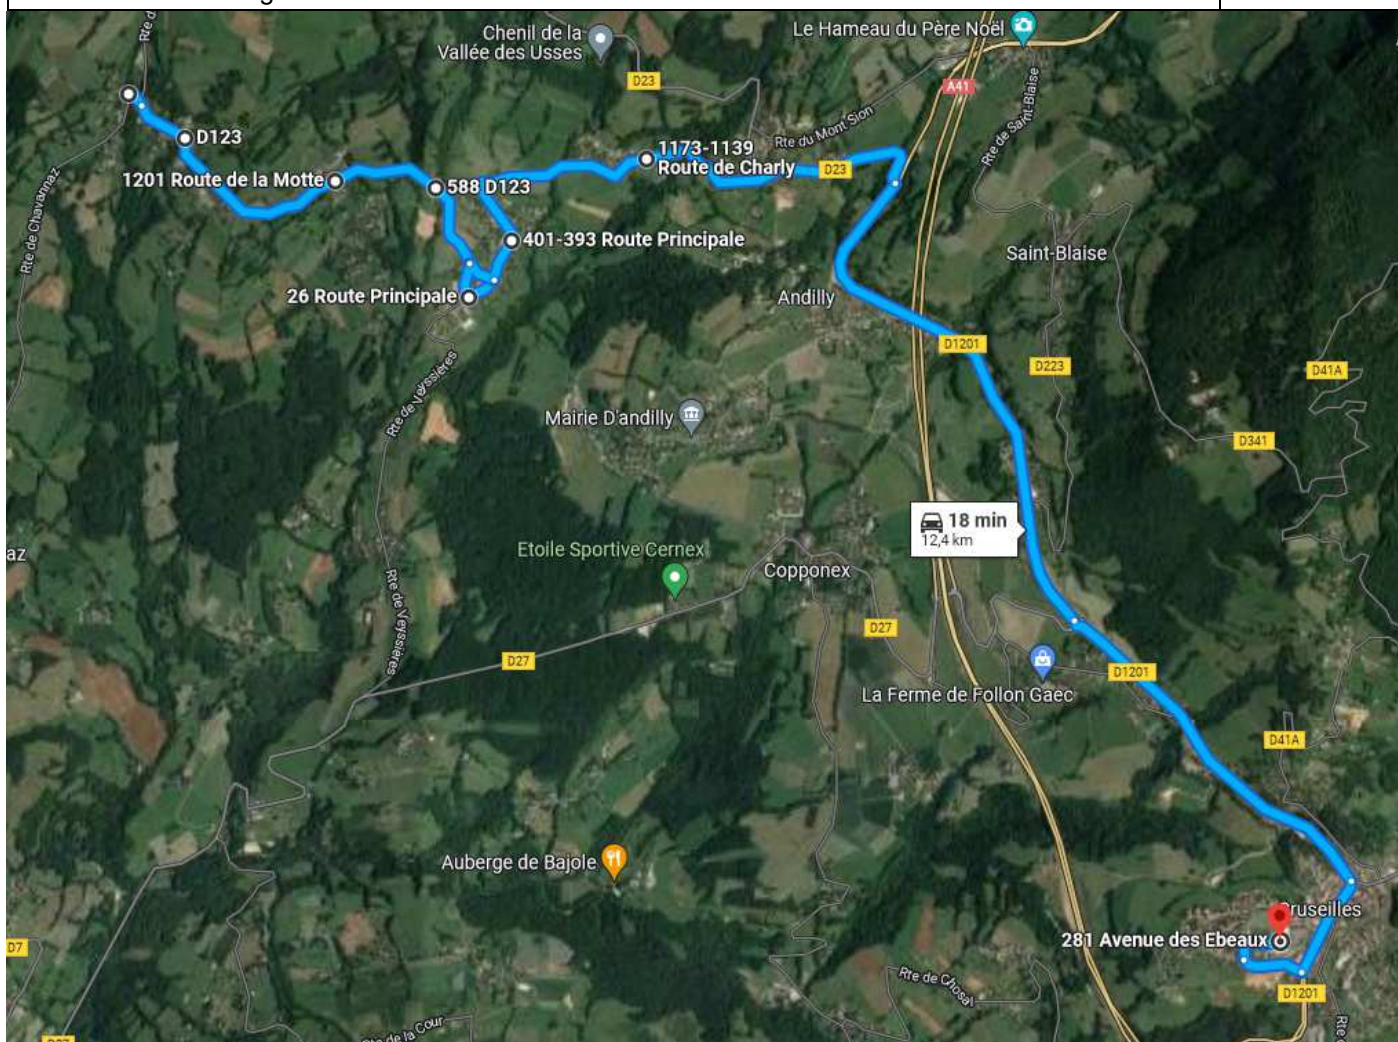 Chenil de la
Vallée des Usses
Le Hameau du Père Noël
D23
A41
Rte du Mont Sion
Rte de Saint-Blaise
D123
1173-1139
Route de Charly
D23
1201 Route de la Motte
588 D123
Rte de Chavannaz
401-393 Route Principale
Saint-Blaise
26 Route Principale
Andilly
D1201
D223
D41A
Rte de Veyssières
Mairie D'andilly
D341
18 min
12,4 km
az
Etoile Sportive Cernex
Copponex
Rte de Veyssières
D27
D27
La Ferme de Follon Gaec
D1201
D41A
Auberge de Bajole
Cruseilles
281 Avenue des Ebeaux
D7
Rte de Chosal
D1201